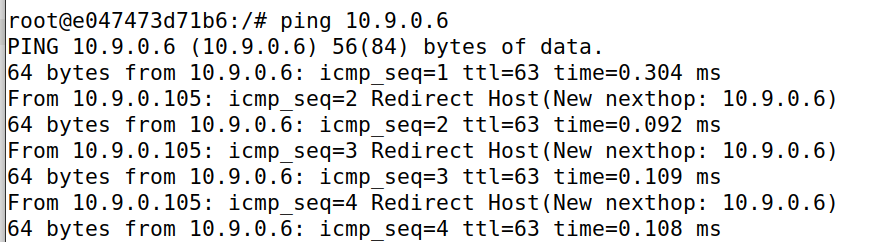 root@e047473d71b6:/# ping 10.9.0.6
PING 10.9.0.6 (10.9.0.6) 56(84) bytes of data.
64 bytes from 10.9.0.6: icmp_seq=1 ttl=63 time=0.304 ms
From 10.9.0.105: icmp_seq=2 Redirect Host(New nexthop: 10.9.0.6)
64 bytes from 10.9.0.6: icmp_seq=2 ttl=63 time=0.092 ms
From 10.9.0.105: icmp_seq=3 Redirect Host(New nexthop: 10.9.0.6)
64 bytes from 10.9.0.6: icmp_seq=3 ttl=63 time=0.109 ms
From 10.9.0.105: icmp_seq=4 Redirect Host(New nexthop: 10.9.0.6)
64 bytes from 10.9.0.6: icmp_seq=4 ttl=63 time=0.108 ms